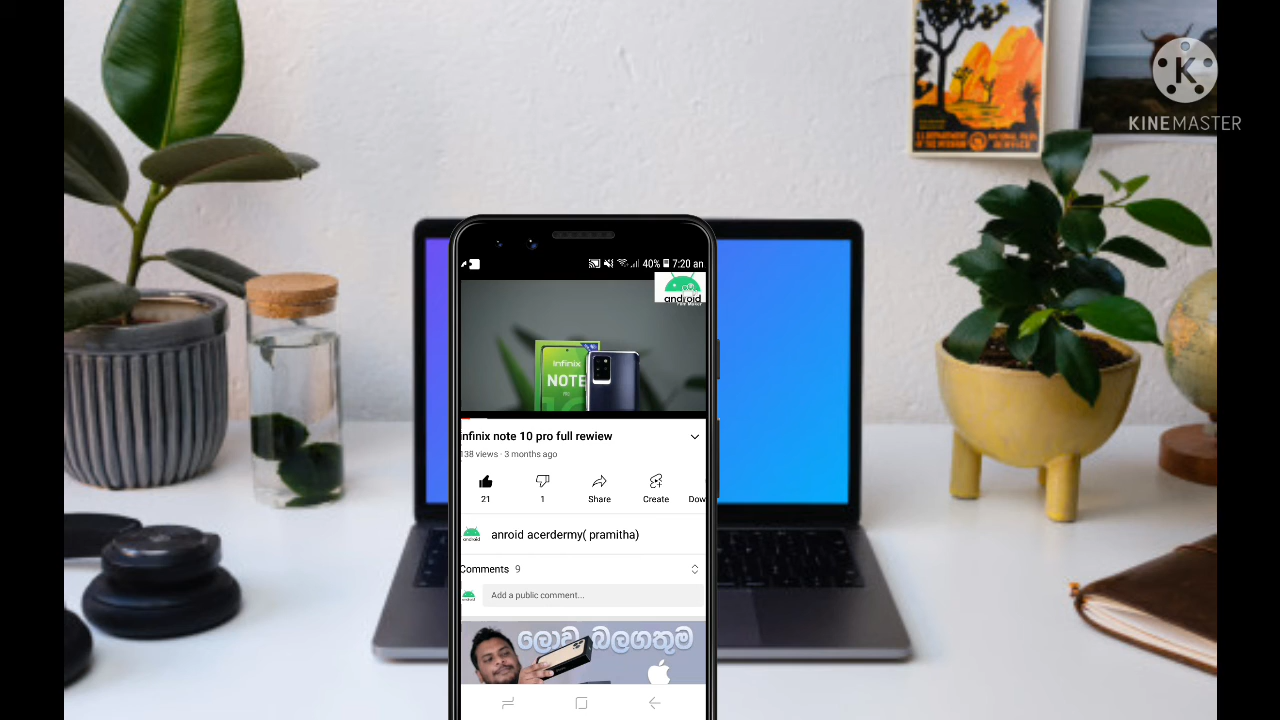 KINEMASTER
40% 7:20 an
android
infinix
NOTE
nfinix note 10 pro full rewiew
138 views · 3 months ago
21
1
Share
Create
Dow
anroid acerdermy( pramitha)
Comments 9
Add a public comment...
ලොව බලගතුම